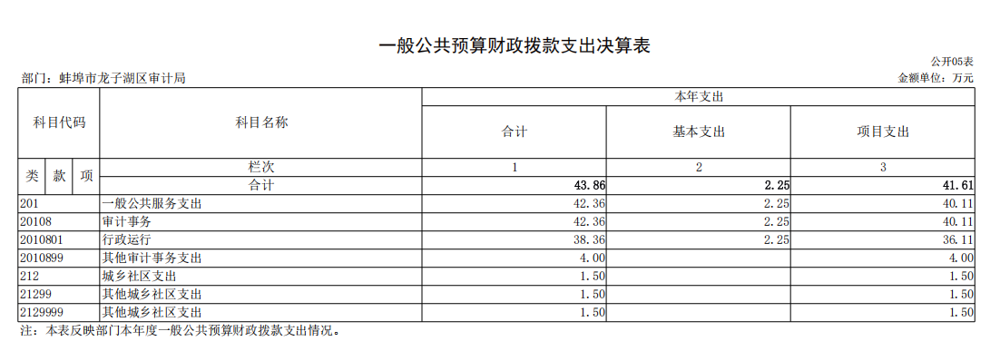 一般公共预算财政拨款支出决算表
公开05表
部门：蚌埠市龙子湖区审计局 金额单位：万元
科目代码 科目名称 本年支出
合计 基本支出 项目支出
类 款 项 栏次 1 2 3
合计 43.86 2.25 41.61
201 一般公共服务支出 42.36 2.25 40.11
20108 审计事务 42.36 2.25 40.11
2010801 行政运行 38.36 2.25 36.11
2010899 其他审计事务支出 4.00 4.00
212 城乡社区支出 1.50 1.50
21299 其他城乡社区支出 1.50 1.50
2129999 其他城乡社区支出 1.50 1.50
注：本表反映部门本年度一般公共预算财政拨款支出情况。